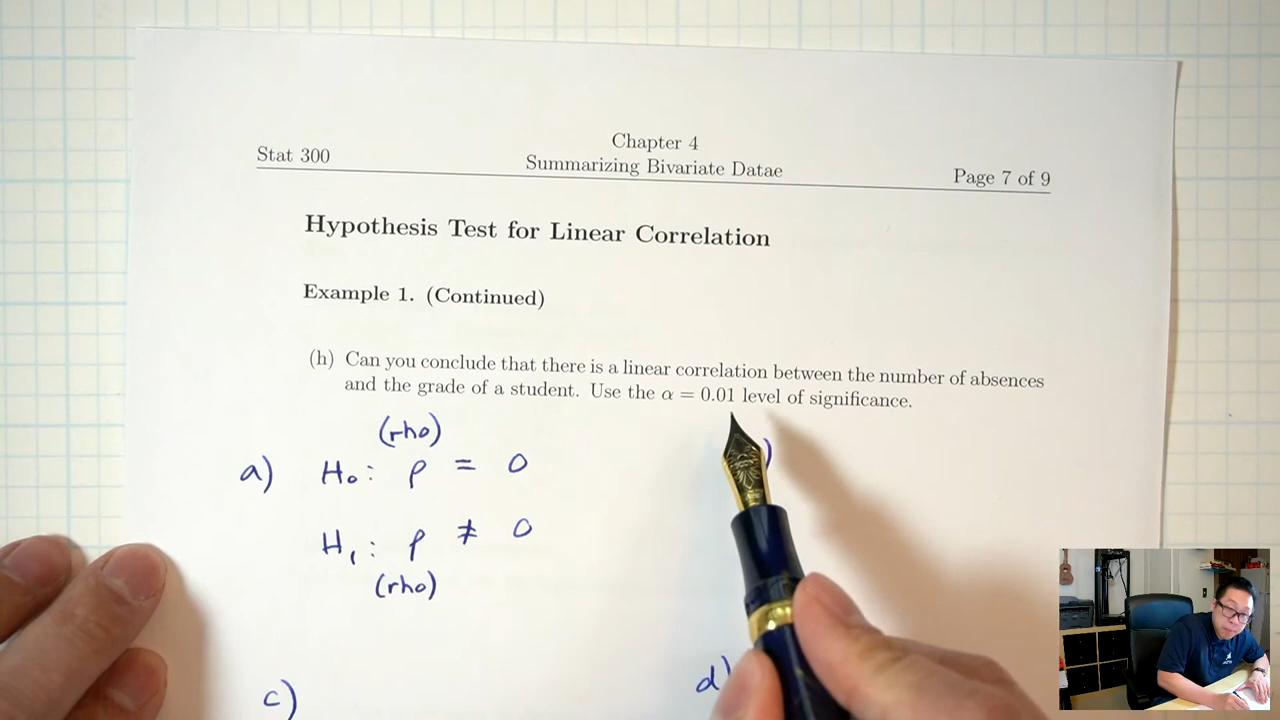 Stat 300
Chapter 4
Summarizing Bivariate Datae
Page 7 of 9
Hypothesis Test for Linear Correlation
Example 1. (Continued)
(h) Can you conclude that there is a linear correlation between the number of absences
and the grade of a student. Use the α = 0.01 level of significance.
(rho)
a) H₀: ρ = 0
H₁: ρ ≠ 0
(rho)
c)
d)